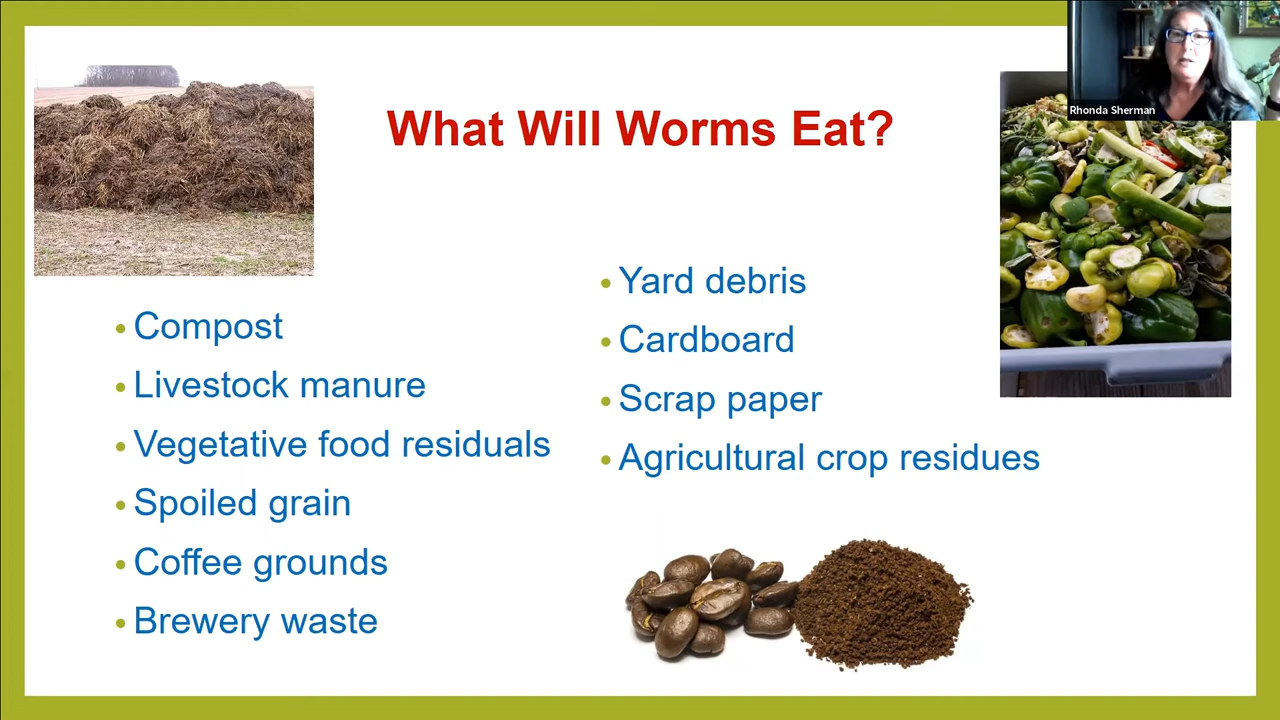 Rhonda Sherman
What Will Worms Eat?
• Compost
• Livestock manure
• Vegetative food residuals
• Spoiled grain
• Coffee grounds
• Brewery waste
• Yard debris
• Cardboard
• Scrap paper
• Agricultural crop residues